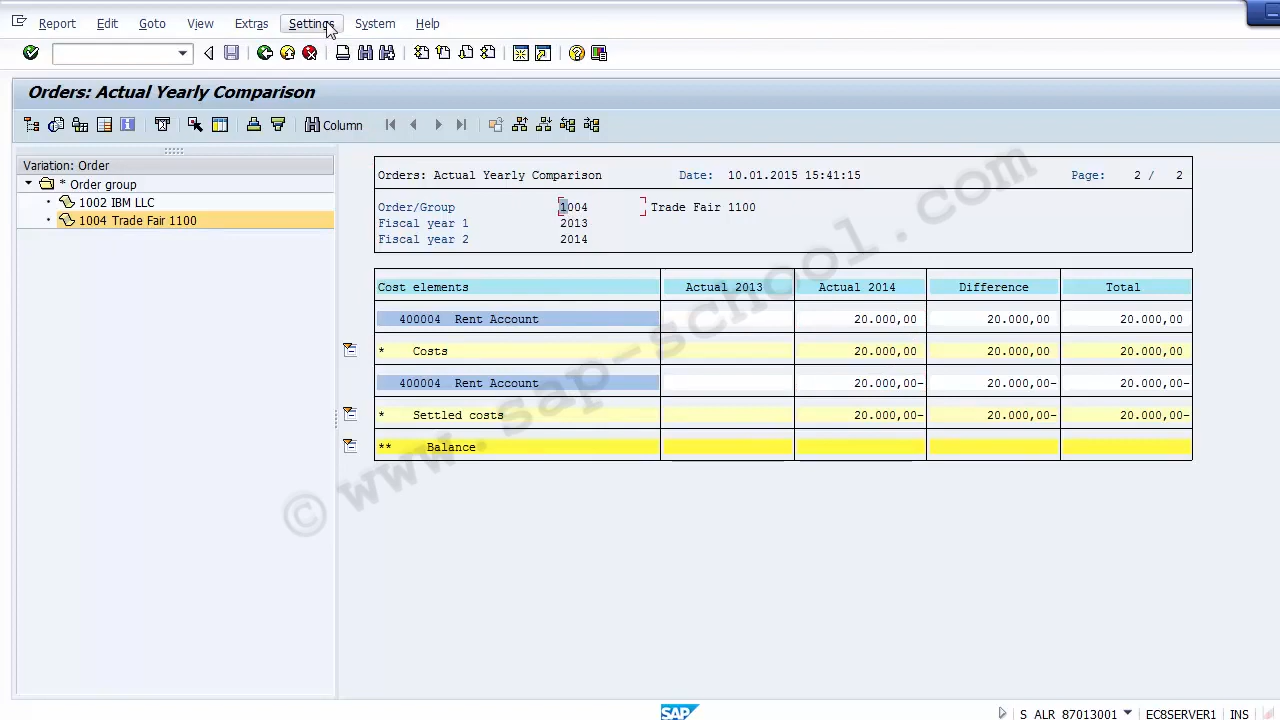 Report Edit Goto View Extras Settings System Help
Orders: Actual Yearly Comparison
Column
Variation: Order
* Order group
1002 IBM LLC
1004 Trade Fair 1100
Orders: Actual Yearly Comparison Date: 10.01.2015 15:41:15 Page: 2 / 2
Order/Group 1004 Trade Fair 1100
Fiscal year 1 2013
Fiscal year 2 2014
Cost elements Actual 2013 Actual 2014 Difference Total
400004 Rent Account 20.000,00 20.000,00 20.000,00
* Costs 20.000,00 20.000,00 20.000,00
400004 Rent Account 20.000,00- 20.000,00- 20.000,00-
* Settled costs 20.000,00- 20.000,00- 20.000,00-
** Balance
© www.sap-school.com
SAP
S_ALR_87013001 EC8SERVER1 INS